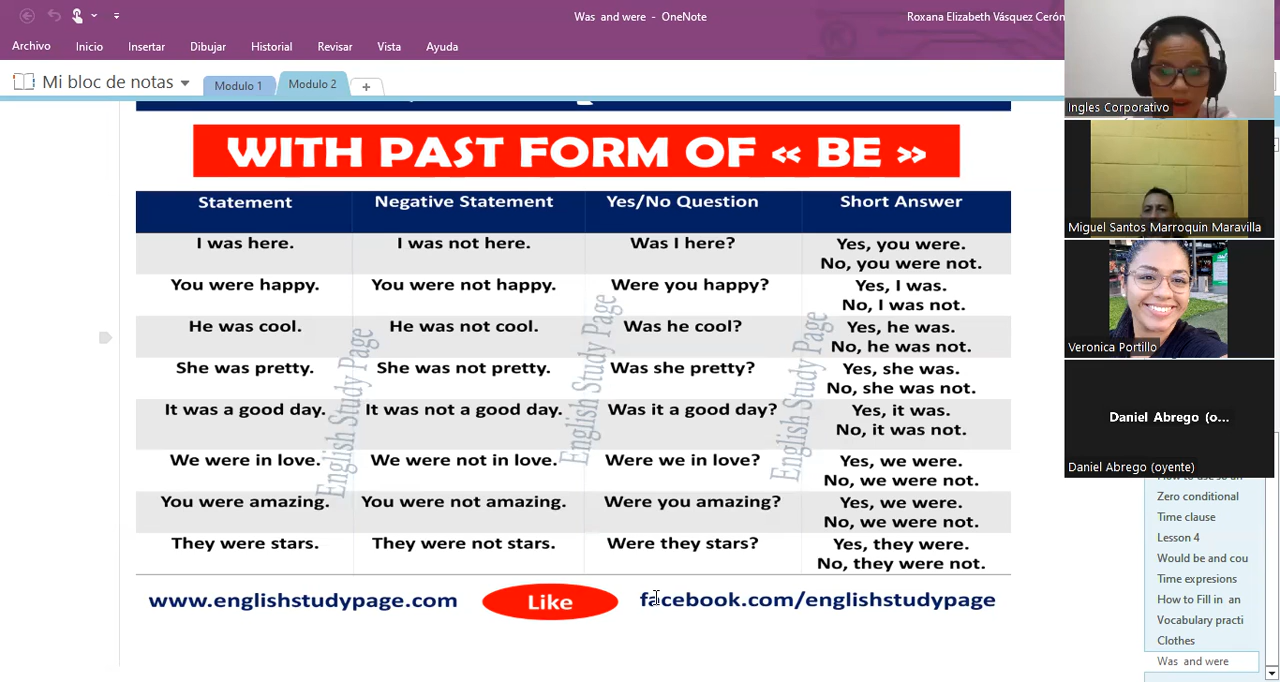 Was and were - OneNote
Roxana Elizabeth Vásquez Cerón
Archivo Inicio Insertar Dibujar Historial Revisar Vista Ayuda
Mi bloc de notas
Modulo 1
Modulo 2
+
WITH PAST FORM OF « BE »
Statement Negative Statement Yes/No Question Short Answer
I was here. I was not here. Was I here? Yes, you were.
No, you were not.
You were happy. You were not happy. Were you happy? Yes, I was.
No, I was not.
He was cool. He was not cool. Was he cool? Yes, he was.
No, he was not.
She was pretty. She was not pretty. Was she pretty? Yes, she was.
No, she was not.
It was a good day. It was not a good day. Was it a good day? Yes, it was.
No, it was not.
We were in love. We were not in love. Were we in love? Yes, we were.
No, we were not.
You were amazing. You were not amazing. Were you amazing? Yes, we were.
No, we were not.
They were stars. They were not stars. Were they stars? Yes, they were.
No, they were not.
English Study Page
English Study Page
English Study Page
www.englishstudypage.com
Like
facebook.com/englishstudypage
Ingles Corporativo
Miguel Santos Marroquin Maravilla
Veronica Portillo
Daniel Abrego (o...
Daniel Abrego (oyente)
Zero conditional
Time clause
Lesson 4
Would be and cou
Time expresions
How to Fill in an
Vocabulary practi
Clothes
Was and were